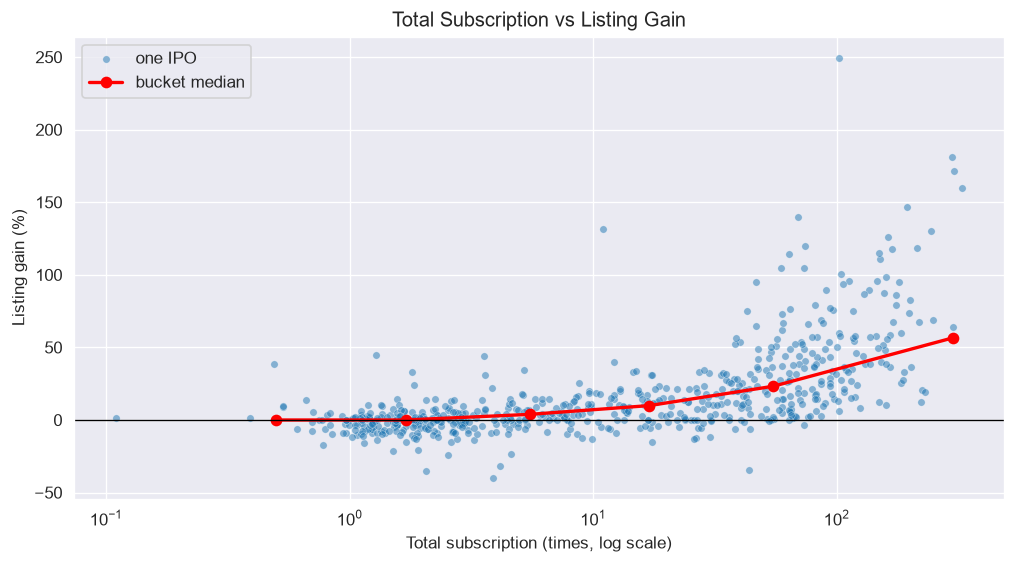 Total Subscription vs Listing Gain
one IPO
bucket median
250
200
150
100
50
0
−50
Listing gain (%)
10⁻¹
10⁰
10¹
10²
Total subscription (times, log scale)